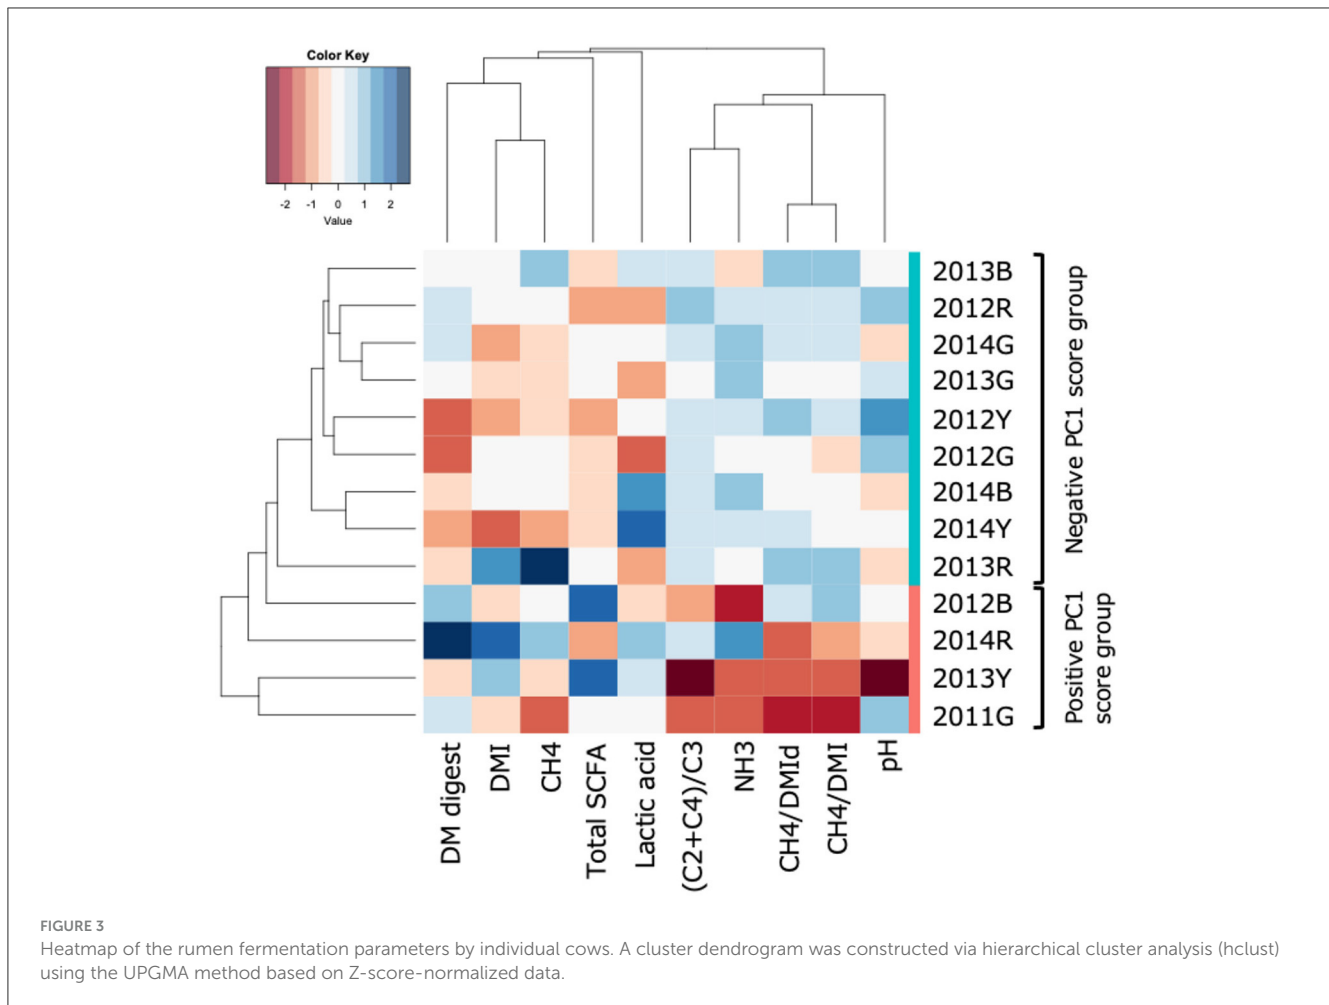 Color Key
-2 -1 0 1 2
Value
2013B
2012R
2014G
2013G
2012Y
2012G
2014B
2014Y
2013R
2012B
2014R
2013Y
2011G
Negative PC1 score group
Positive PC1
score group
DM digest
DMI
CH4
Total SCFA
Lactic acid
(C2+C4)/C3
NH3
CH4/DMId
CH4/DMI
pH
FIGURE 3
Heatmap of the rumen fermentation parameters by individual cows. A cluster dendrogram was constructed via hierarchical cluster analysis (hclust)
using the UPGMA method based on Z-score-normalized data.